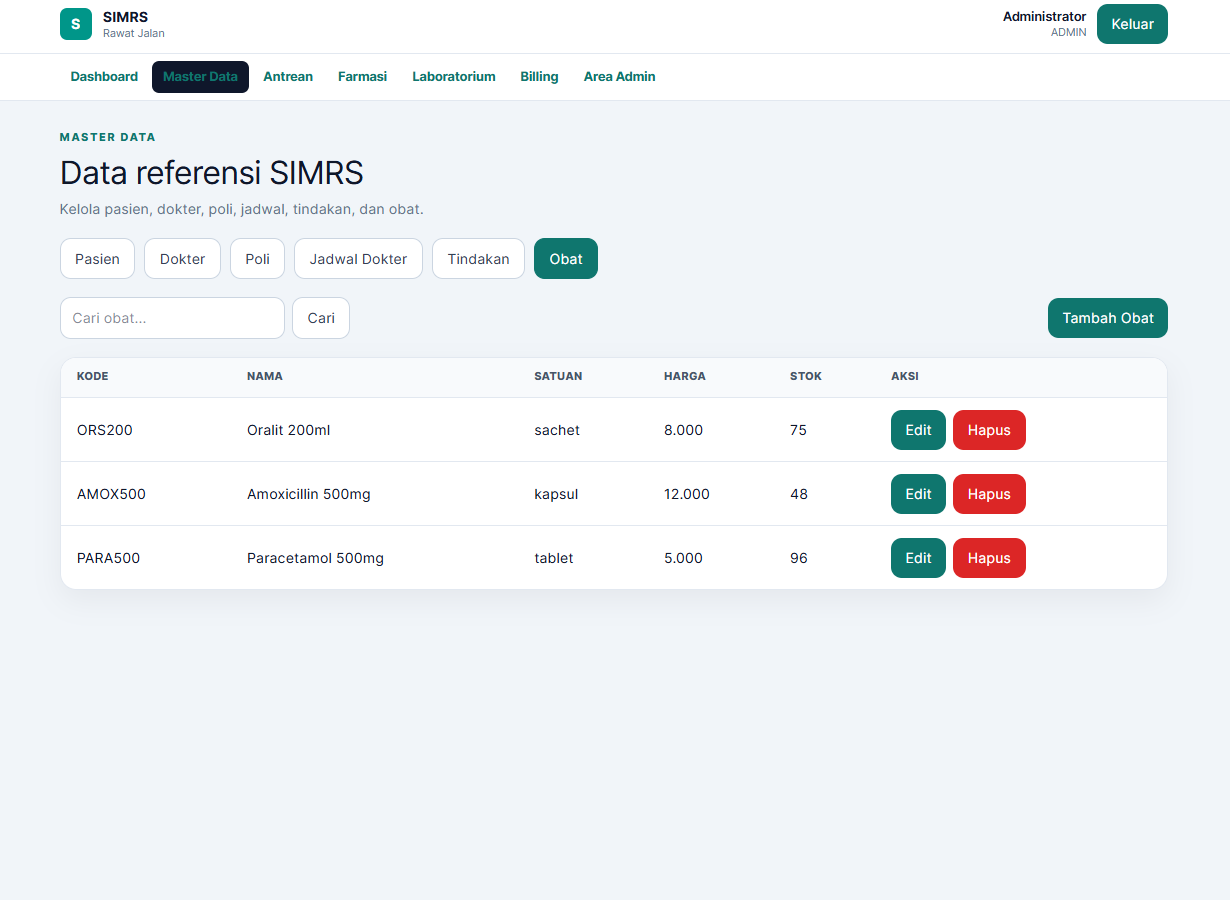 S
SIMRS
Rawat Jalan
Administrator
ADMIN
Keluar
Dashboard Master Data Antrean Farmasi Laboratorium Billing Area Admin
MASTER DATA
Data referensi SIMRS
Kelola pasien, dokter, poli, jadwal, tindakan, dan obat.
Pasien Dokter Poli Jadwal Dokter Tindakan Obat
Cari obat... Cari Tambah Obat
KODE NAMA SATUAN HARGA STOK AKSI
ORS200 Oralit 200ml sachet 8.000 75 Edit Hapus
AMOX500 Amoxicillin 500mg kapsul 12.000 48 Edit Hapus
PARA500 Paracetamol 500mg tablet 5.000 96 Edit Hapus